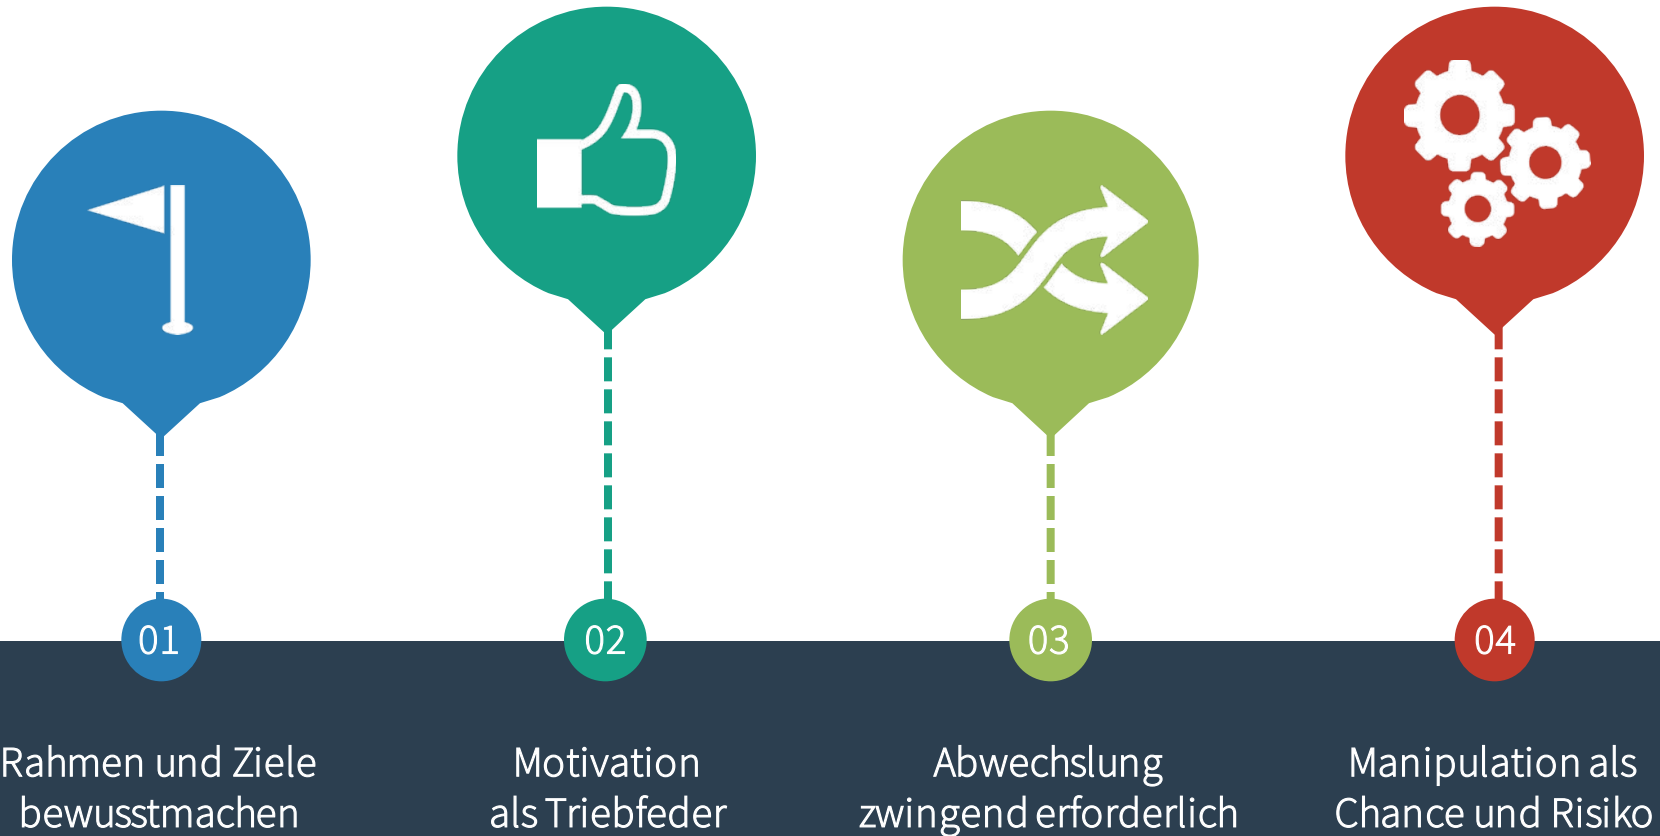 01
Rahmen und Ziele
bewusstmachen
02
Motivation
als Triebfeder
03
Abwechslung
zwingend erforderlich
04
Manipulation als
Chance und Risiko